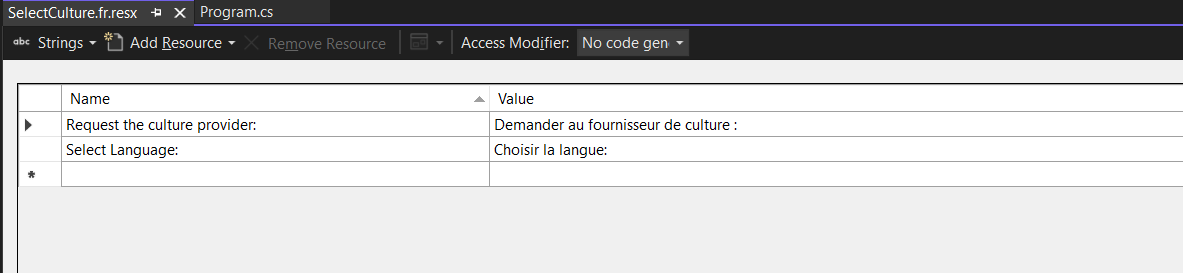 SelectCulture.fr.resx Program.cs
abc Strings Add Resource Remove Resource Access Modifier: No code gen
Name Value
Request the culture provider: Demander au fournisseur de culture :
Select Language: Choisir la langue:
*